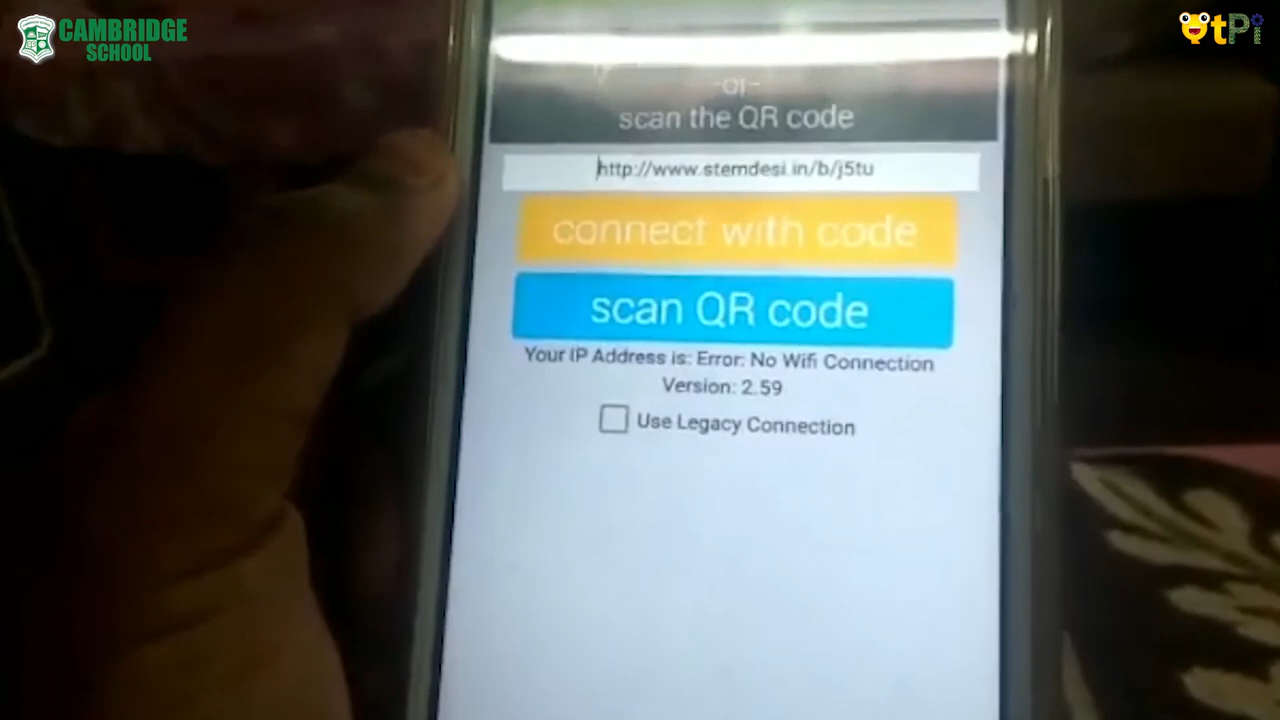 CAMBRIDGE
SCHOOL
UtPi
-or-
scan the QR code
http://www.stemdesi.in/b/j5tu
connect with code
scan QR code
Your IP Address is: Error: No Wifi Connection
Version: 2.59
Use Legacy Connection